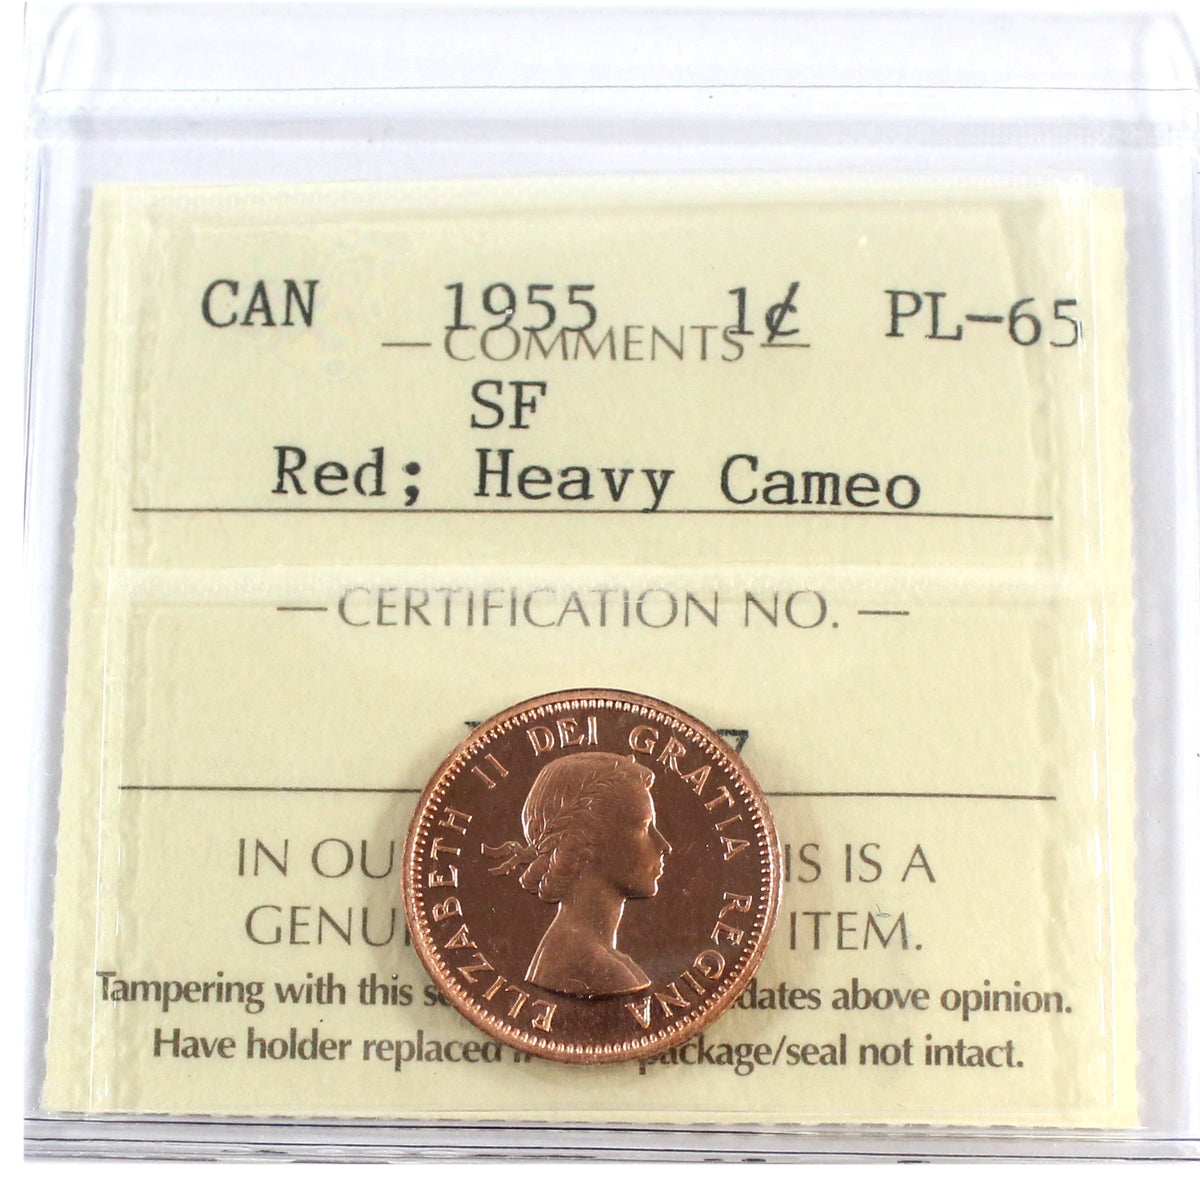 CAN 1955 1¢ PL-65
— COMMENTS —
SF
Red; Heavy Cameo
— CERTIFICATION NO. —
7
IN OU IS IS A
GENU ITEM.
Tampering with this s dates above opinion.
Have holder replaced package/seal not intact.
ELIZABETH II DEI GRATIA REGINA